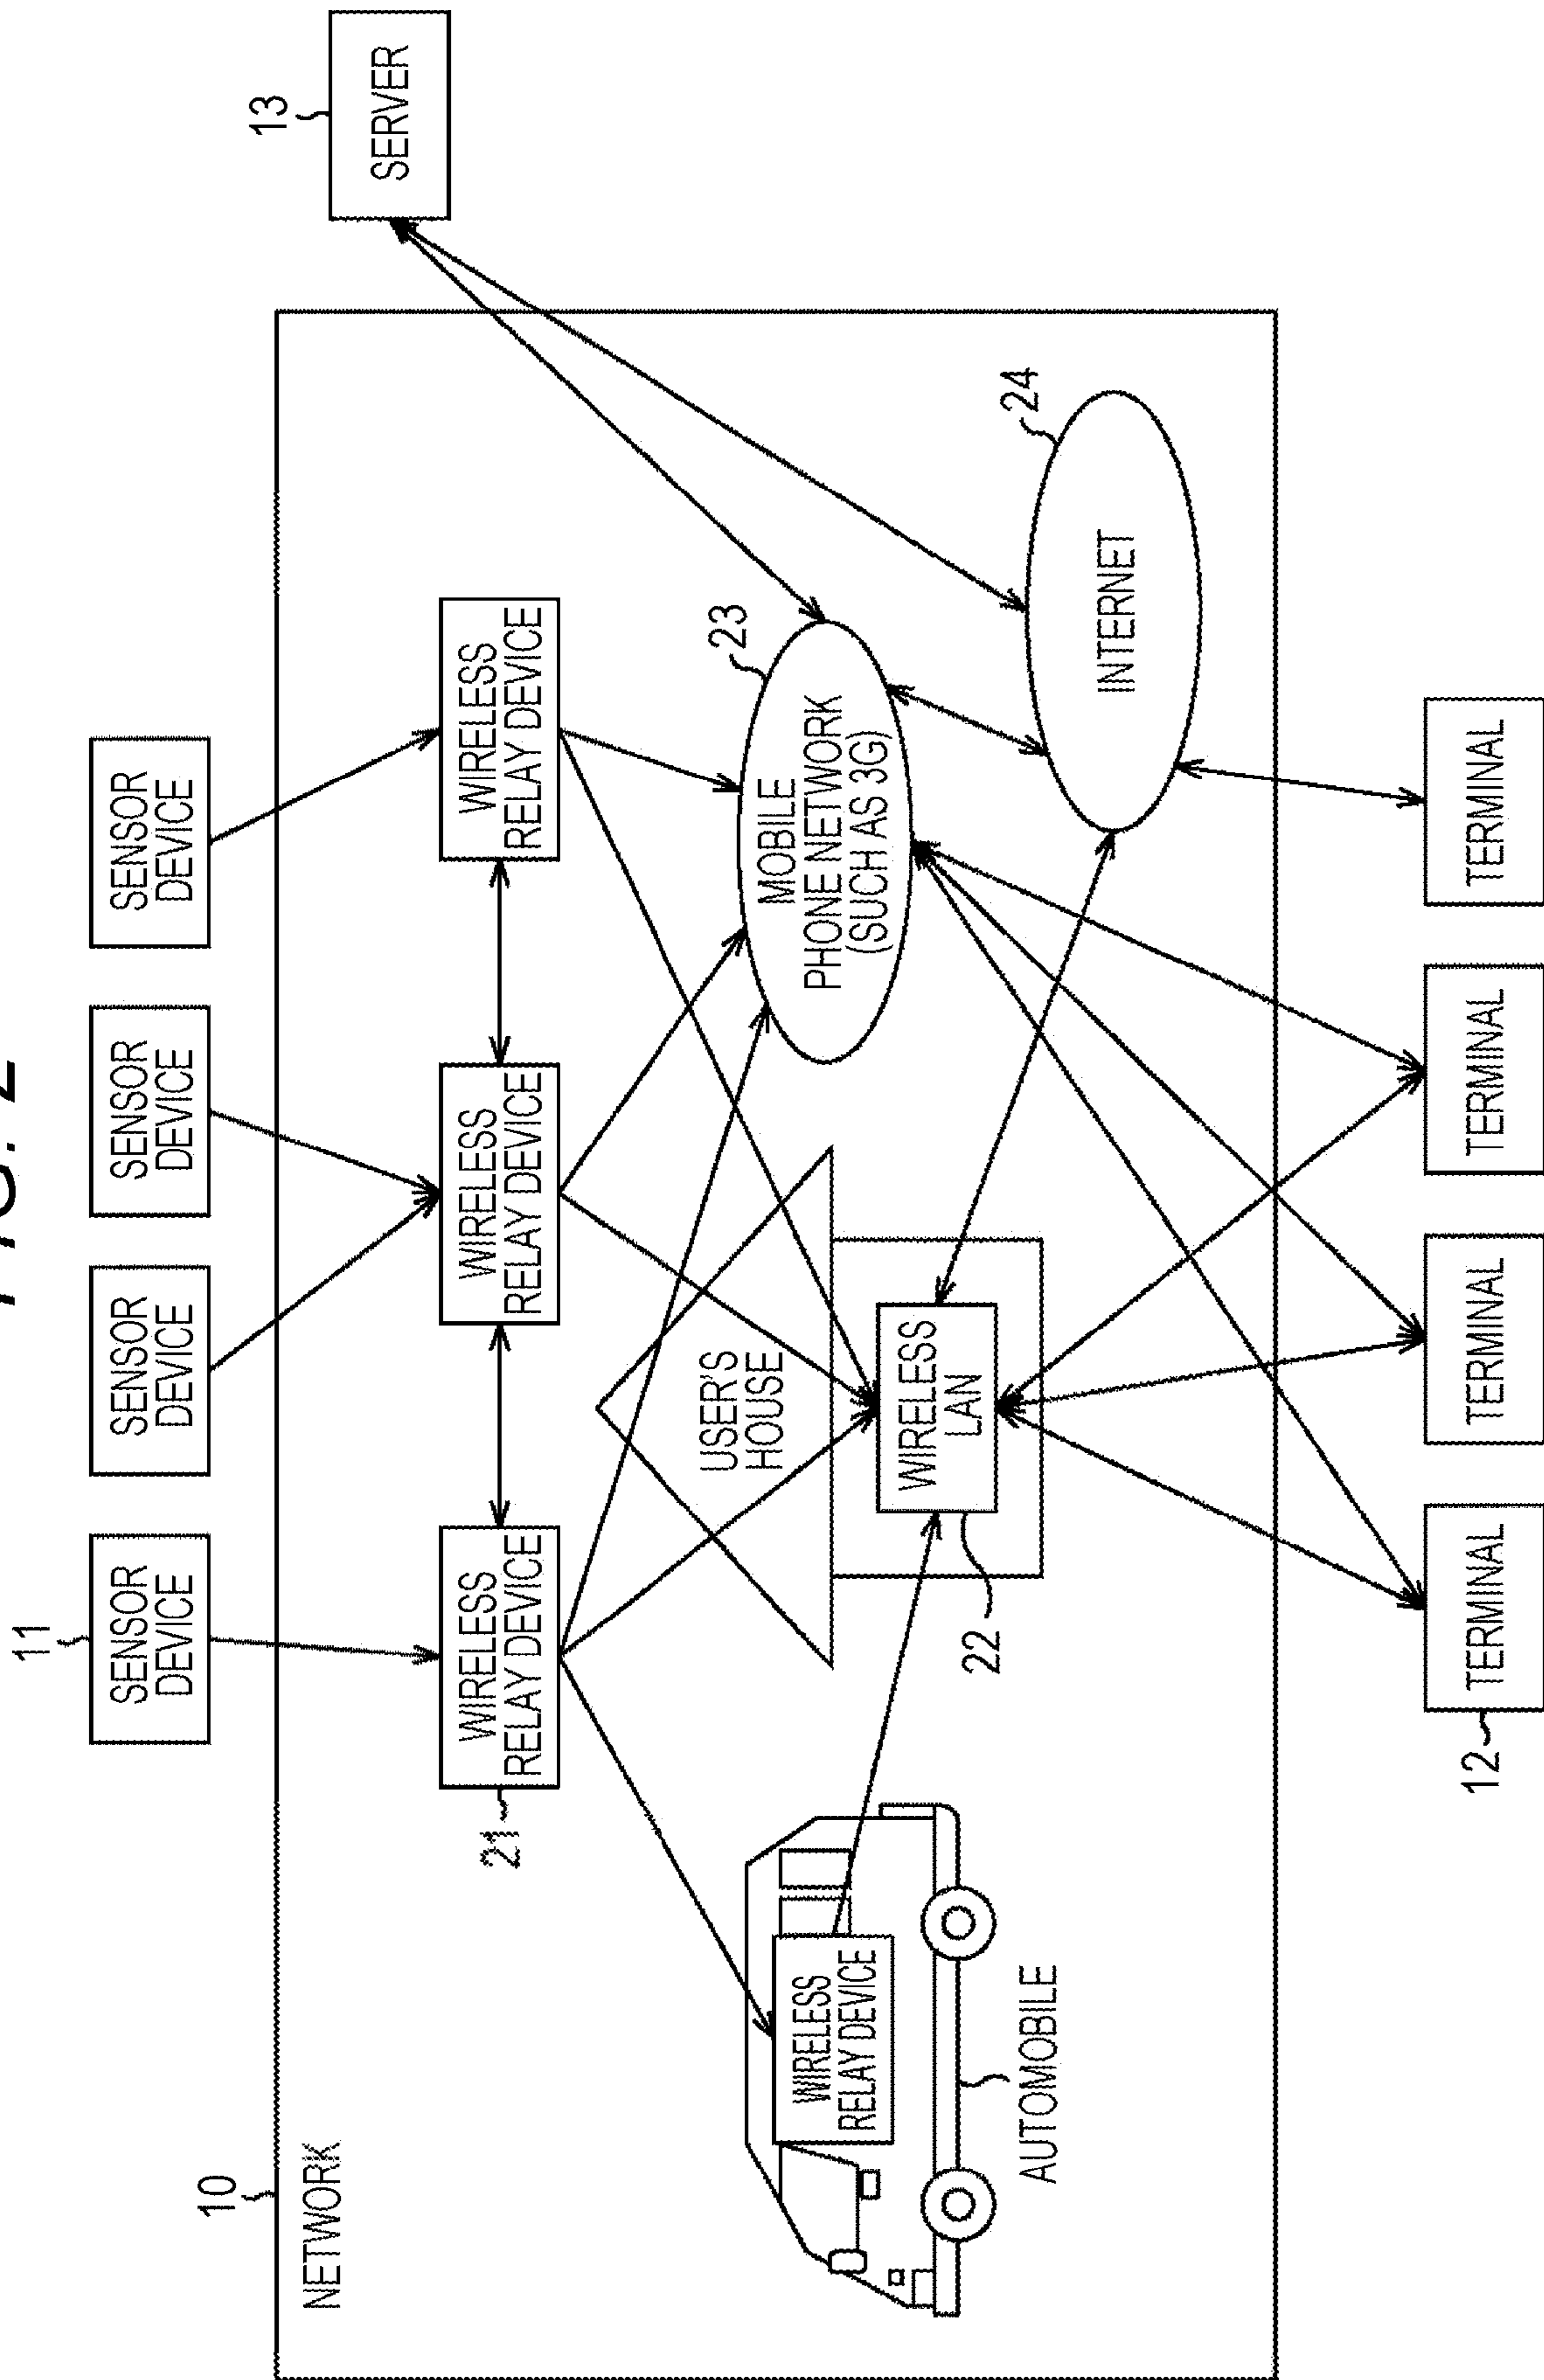 FIG. 2
11
SENSOR
DEVICE
SENSOR
DEVICE
SENSOR
DEVICE
SENSOR
DEVICE
13
SERVER
10
NETWORK
21
WIRELESS
RELAY DEVICE
WIRELESS
RELAY DEVICE
WIRELESS
RELAY DEVICE
WIRELESS
RELAY DEVICE
AUTOMOBILE
USER'S
HOUSE
WIRELESS
LAN
22
23
MOBILE
PHONE NETWORK
(SUCH AS 3G)
24
INTERNET
12
TERMINAL
TERMINAL
TERMINAL
TERMINAL